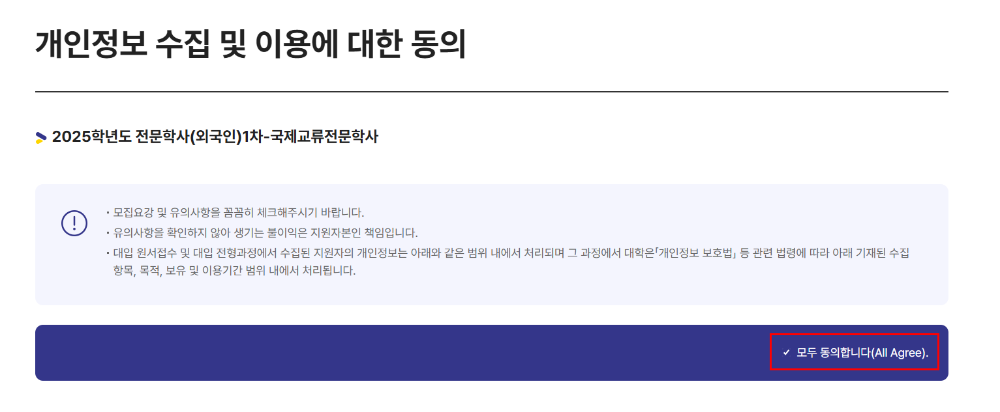 개인정보 수집 및 이용에 대한 동의
2025학년도 전문학사(외국인)1차-국제교류전문학사
· 모집요강 및 유의사항을 꼼꼼히 체크해주시기 바랍니다.
· 유의사항을 확인하지 않아 생기는 불이익은 지원자본인 책임입니다.
· 대입 원서접수 및 대입 전형과정에서 수집된 지원자의 개인정보는 아래와 같은 범위 내에서 처리되며 그 과정에서 대학은「개인정보 보호법」 등 관련 법령에 따라 아래 기재된 수집
항목, 목적, 보유 및 이용기간 범위 내에서 처리됩니다.
모두 동의합니다(All Agree).